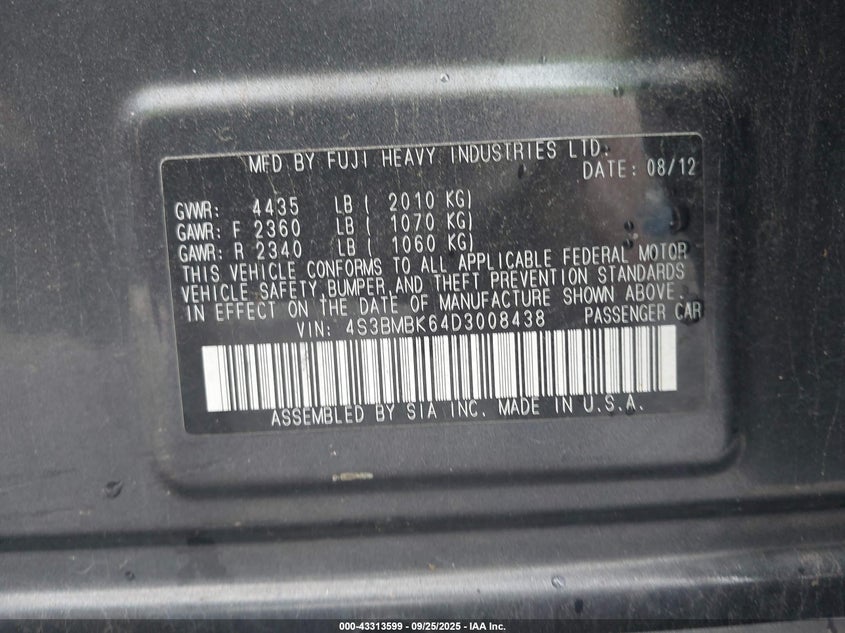 MFD BY FUJI HEAVY INDUSTRIES LTD.
DATE: 08/12
GVWR: 4435 LB ( 2010 KG)
GAWR: F 2360 LB ( 1070 KG)
GAWR: R 2340 LB ( 1060 KG)
THIS VEHICLE CONFORMS TO ALL APPLICABLE FEDERAL MOTOR
VEHICLE SAFETY,BUMPER,AND THEFT PREVENTION STANDARDS
IN EFFECT ON THE DATE OF MANUFACTURE SHOWN ABOVE.
VIN: 4S3BMBK64D3008438 PASSENGER CAR
ASSEMBLED BY SIA INC. MADE IN U.S.A.
000-43313599 - 09/25/2025 - IAA Inc.